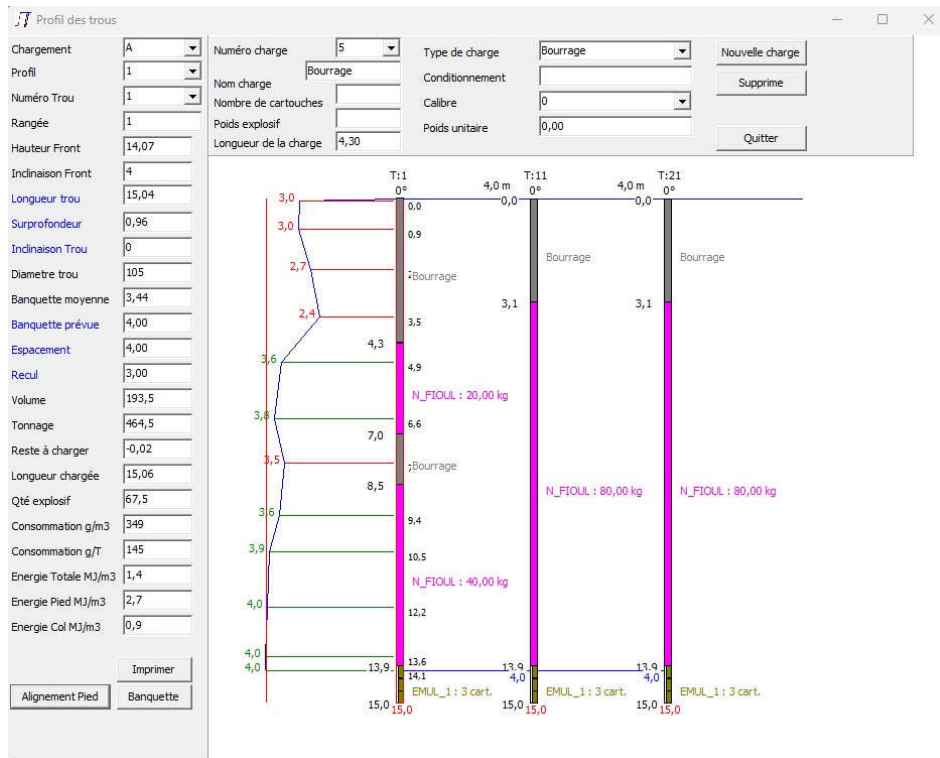 Profil des trous
Chargement A
Profil 1
Numéro Trou 1
Rangée 1
Hauteur Front 14,07
Inclinaison Front 4
Longueur trou 15,04
Surprofondeur 0,96
Inclinaison Trou 0
Diametre trou 105
Banquette moyenne 3,44
Banquette prévue 4,00
Espacement 4,00
Recul 3,00
Volume 193,5
Tonnage 464,5
Reste à charger -0,02
Longueur chargée 15,06
Qté explosif 67,5
Consommation g/m3 349
Consommation g/T 145
Energie Totale MJ/m3 1,4
Energie Pied MJ/m3 2,7
Energie Col MJ/m3 0,9
Imprimer
Alignement Pied Banquette
Numéro charge 5
Nom charge Bourrage
Nombre de cartouches
Poids explosif
Longueur de la charge 4,30
Type de charge Bourrage
Conditionnement
Calibre 0
Poids unitaire 0,00
Nouvelle charge
Supprime
Quitter
T:1 T:11 T:21
0° 4,0 m 0° 4,0 m 0°
3,0 0,0 0,0 0,0
3,0 0,9
Bourrage Bourrage
2,7 Bourrage
3,1 3,1
2,4 3,5
4,3
3,6 4,9
N_FIOUL : 20,00 kg
3,8 6,6
7,0
3,5 Bourrage
8,5
N_FIOUL : 80,00 kg N_FIOUL : 80,00 kg
3,6 9,4
3,9 10,5
N_FIOUL : 40,00 kg
4,0 12,2
4,0 13,6
4,0 13,9 14,1 13,9 4,0 13,9 4,0
EMUL_1 : 3 cart. EMUL_1 : 3 cart. EMUL_1 : 3 cart.
15,0 15,0 15,0 15,0 15,0 15,0